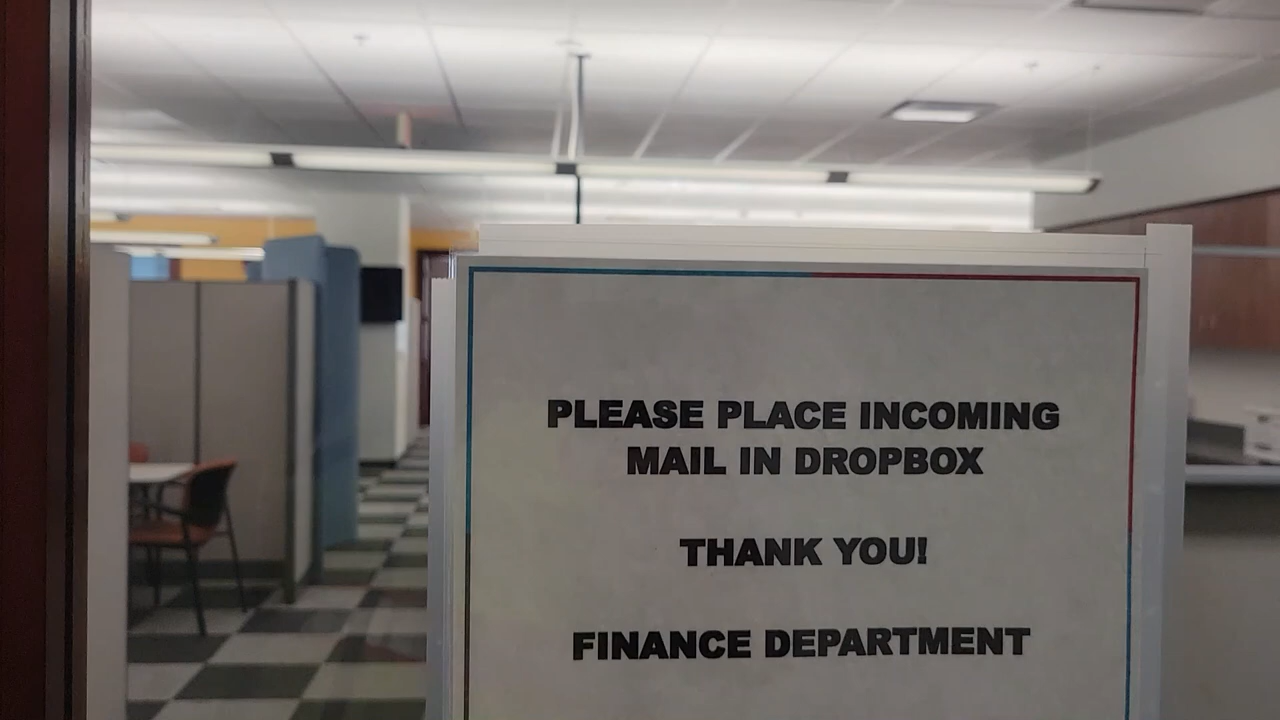 PLEASE PLACE INCOMING
MAIL IN DROPBOX
THANK YOU!
FINANCE DEPARTMENT